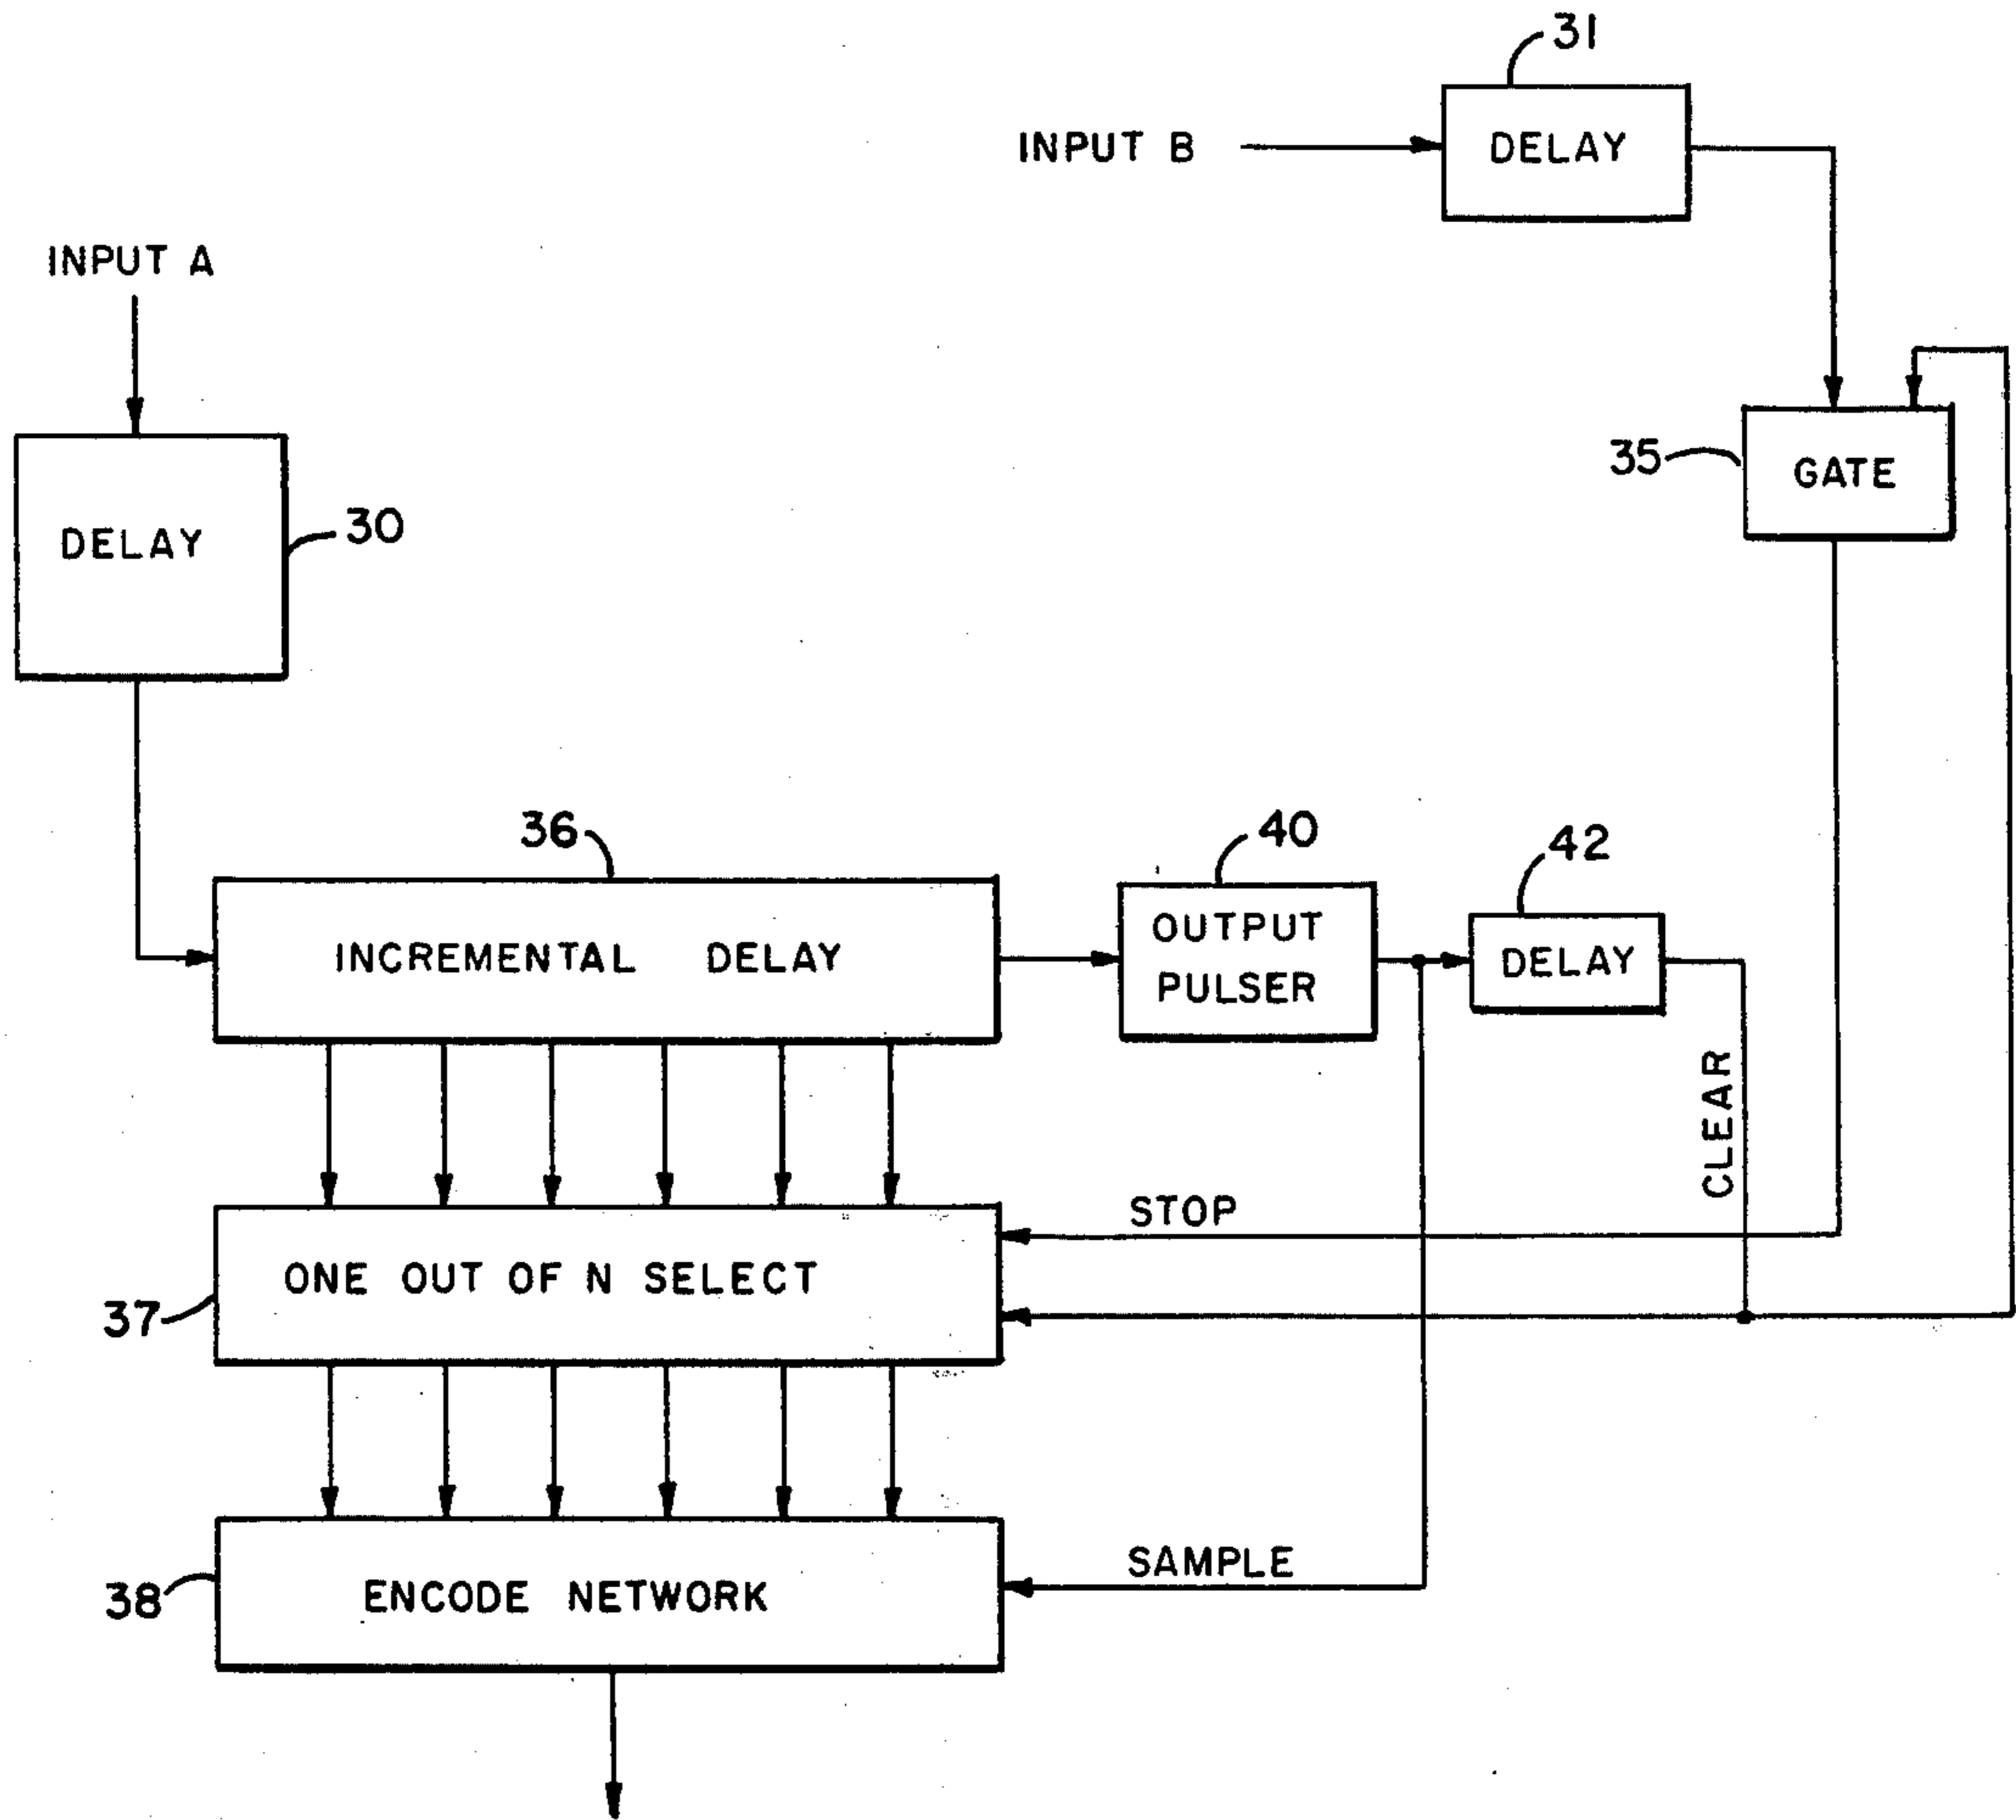 31
INPUT B
DELAY
INPUT A
35
GATE
DELAY
30
36
40
42
INCREMENTAL DELAY
OUTPUT
PULSER
DELAY
CLEAR
STOP
ONE OUT OF N SELECT
37
SAMPLE
38
ENCODE NETWORK